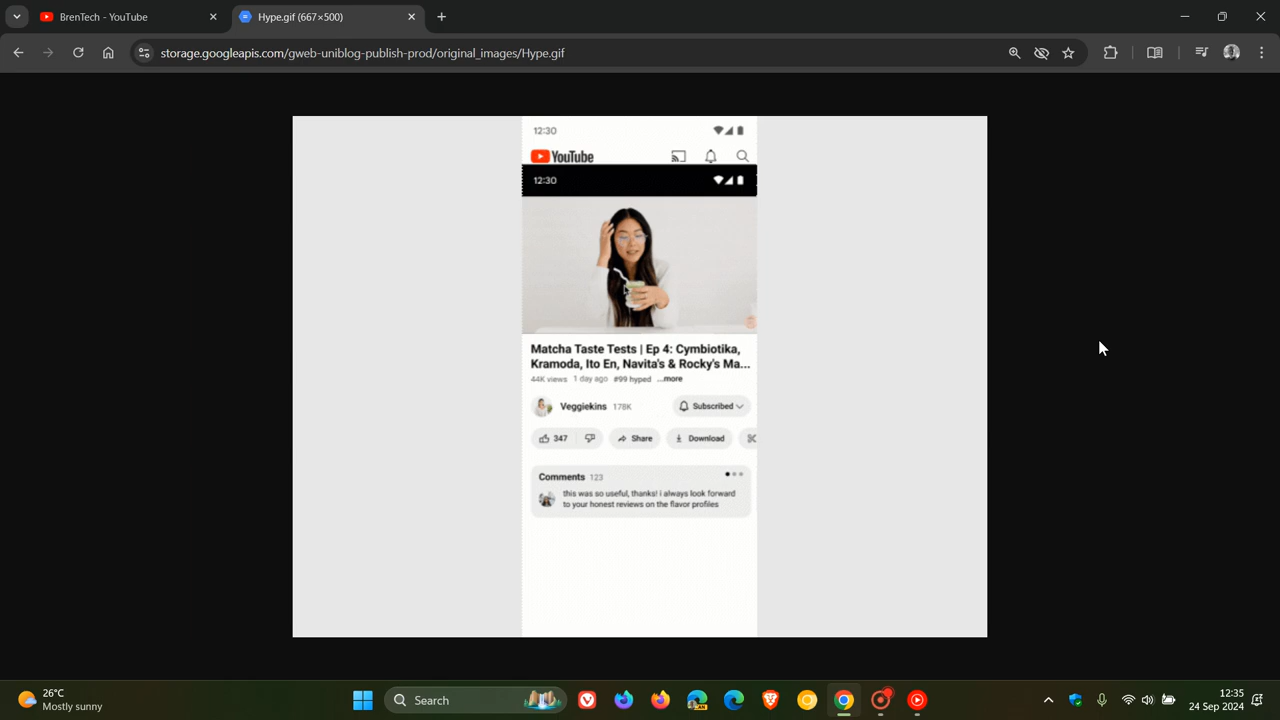 BrenTech - YouTube
Hype.gif (667×500)
storage.googleapis.com/gweb-uniblog-publish-prod/original_images/Hype.gif
12:30
YouTube
12:30
Matcha Taste Tests | Ep 4: Cymbiotika,
Kramoda, Ito En, Navita's & Rocky's Ma...
44K views 1 day ago #99 hyped ...more
Veggiekins 178K
Subscribed
347
Share
Download
Comments 123
this was so useful, thanks! i always look forward
to your honest reviews on the flavor profiles
26°C
Mostly sunny
Search
12:35
24 Sep 2024